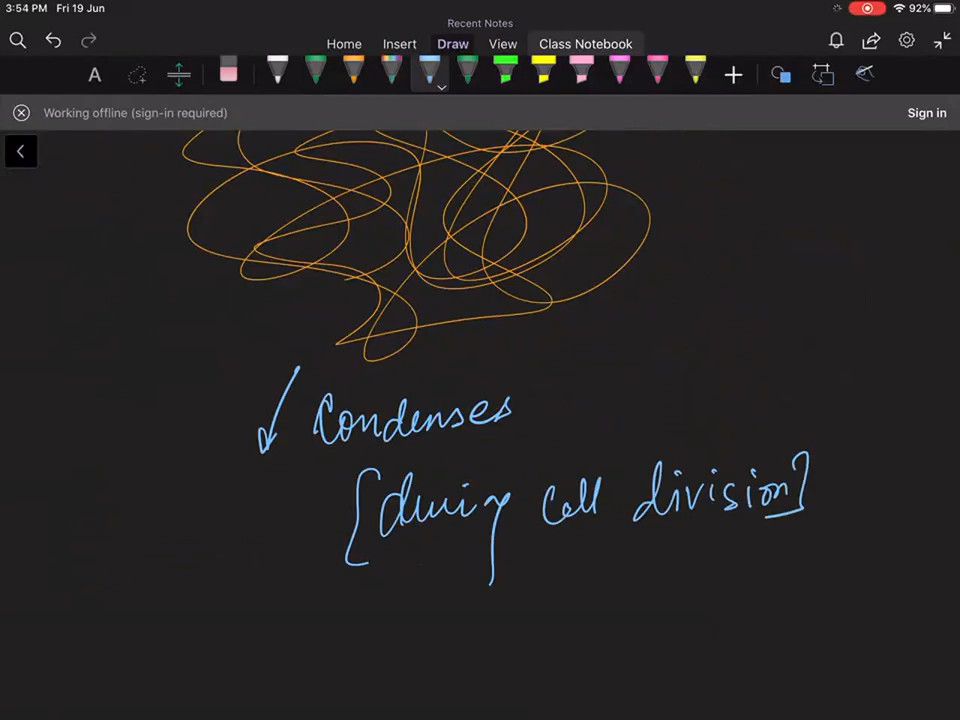 3:54 PM Fri 19 Jun
92%
Recent Notes
Home Insert Draw View Class Notebook
A
Working offline (sign-in required) Sign in
Condenses
[during cell division]